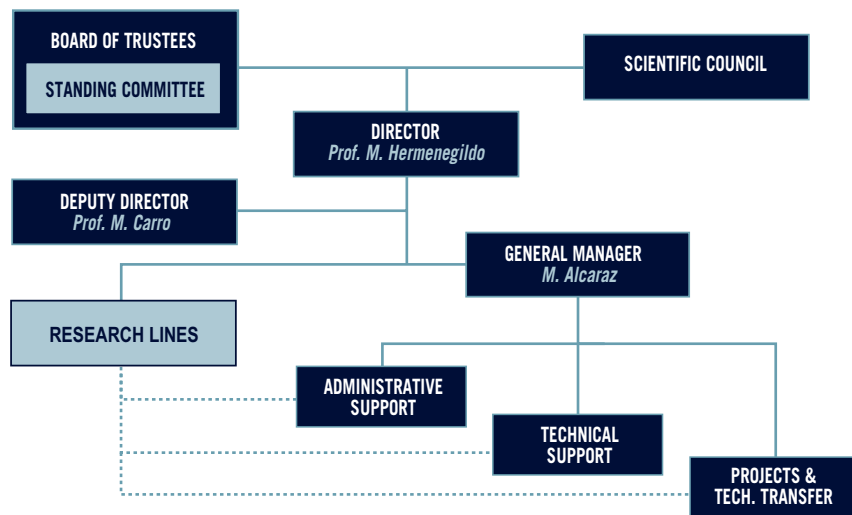 BOARD OF TRUSTEES
STANDING COMMITTEE
SCIENTIFIC COUNCIL
DIRECTOR
Prof. M. Hermenegildo
DEPUTY DIRECTOR
Prof. M. Carro
GENERAL MANAGER
M. Alcaraz
RESEARCH LINES
ADMINISTRATIVE
SUPPORT
TECHNICAL
SUPPORT
PROJECTS &
TECH. TRANSFER